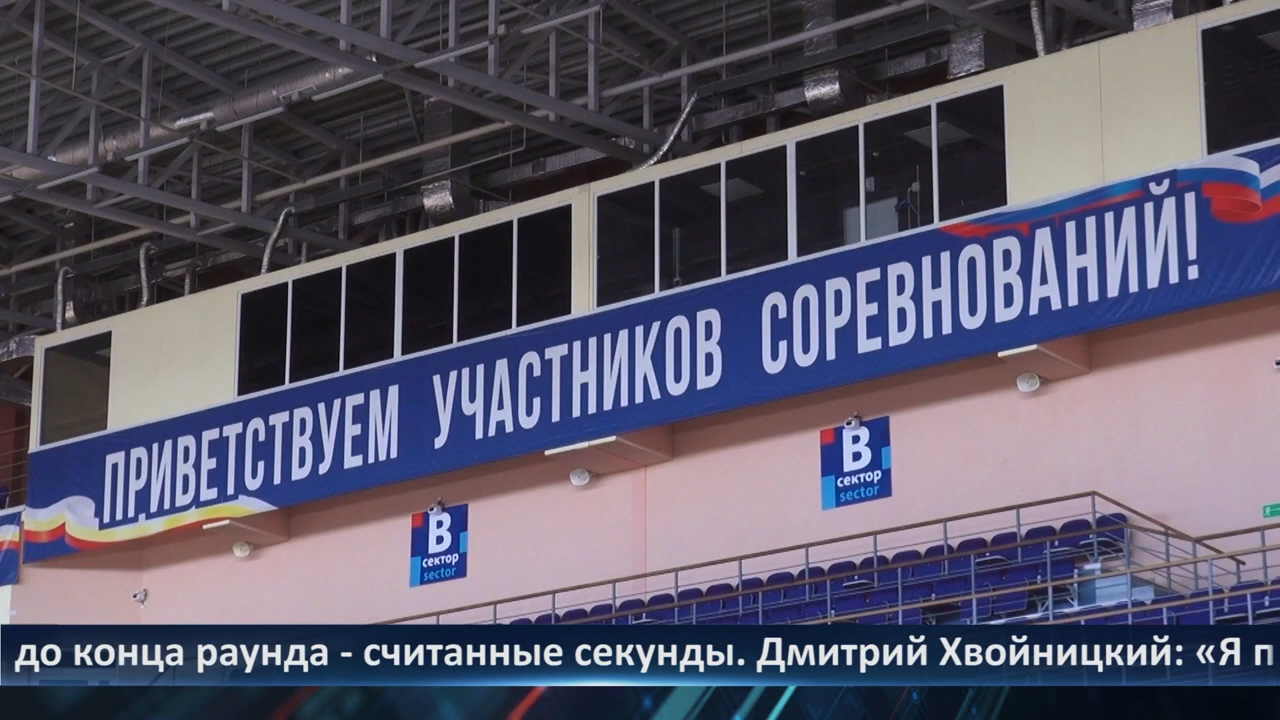 ПРИВЕТСТВУЕМ УЧАСТНИКОВ СОРЕВНОВАНИЙ!
B
сектор
sector
B
сектор
sector
до конца раунда - считанные секунды. Дмитрий Хвойницкий: «Я п